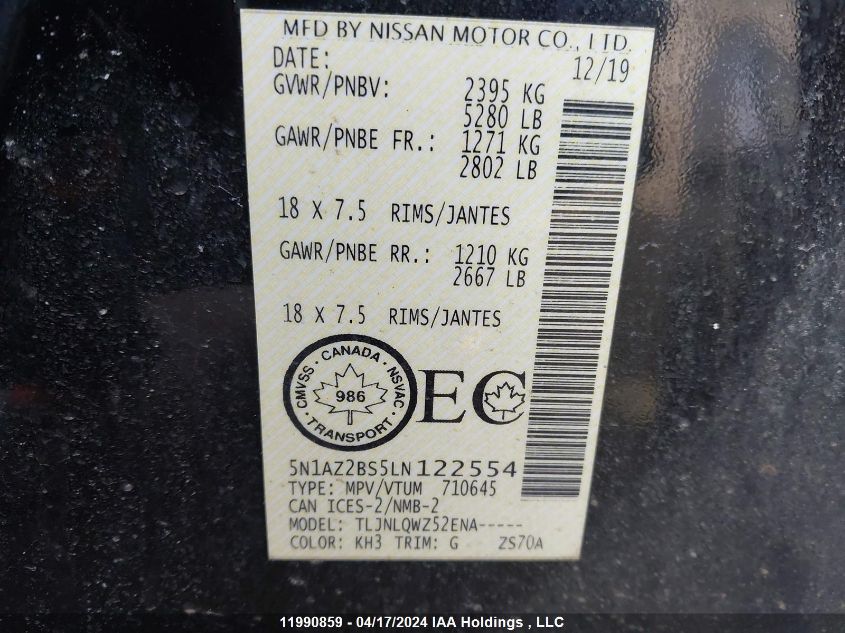 MFD BY NISSAN MOTOR CO., LTD.
DATE: 12/19
GVWR/PNBV: 2395 KG
5280 LB
GAWR/PNBE FR.: 1271 KG
2802 LB
18 X 7.5 RIMS/JANTES
GAWR/PNBE RR.: 1210 KG
2667 LB
18 X 7.5 RIMS/JANTES
CMVSS · CANADA · NSVAC · TRANSPORT ·
986
EC
5N1AZ2BS5LN122554
TYPE: MPV/VTUM 710645
CAN ICES-2/NMB-2
MODEL: TLJNLQWZ52ENA-----
COLOR: KH3 TRIM: G ZS70A
11990859 - 04/17/2024 IAA Holdings , LLC